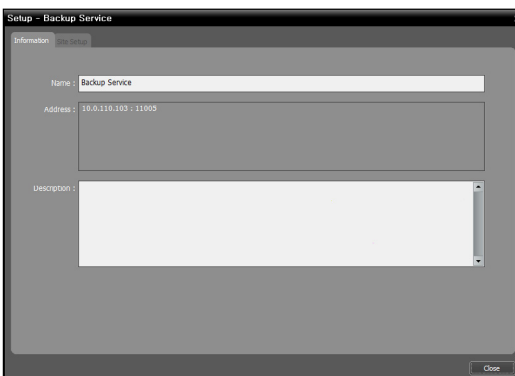 Setup - Backup Service
Information Site Setup
Name : Backup Service
Address : 10.0.110.103 : 11005
Description :
Close